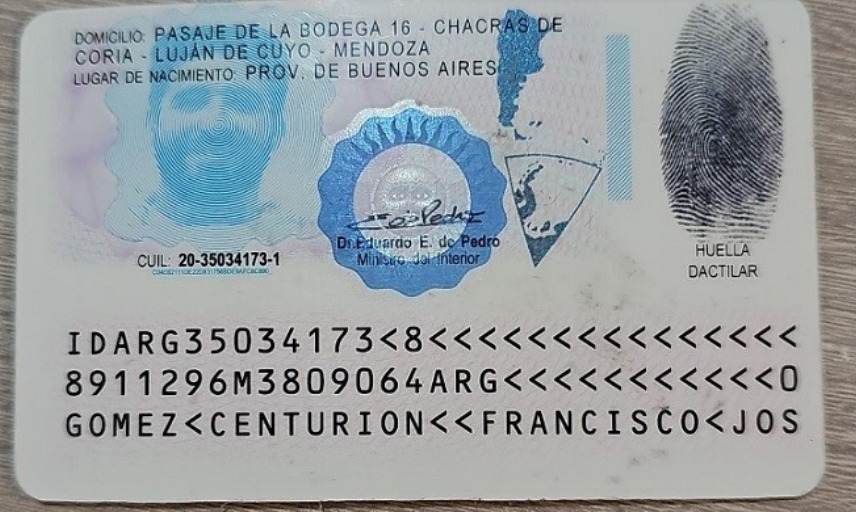 DOMICILIO: PASAJE DE LA BODEGA 16 - CHACRAS DE
CORIA - LUJÁN DE CUYO - MENDOZA
LUGAR DE NACIMIENTO: PROV. DE BUENOS AIRES
Dr. Eduardo E. de Pedro
Ministro del Interior
CUIL: 20-35034173-1
HUELLA
DACTILAR
IDARG35034173<8<<<<<<<<<<<<<<<
8911296M3809064ARG<<<<<<<<<<<0
GOMEZ<CENTURION<<FRANCISCO<JOS